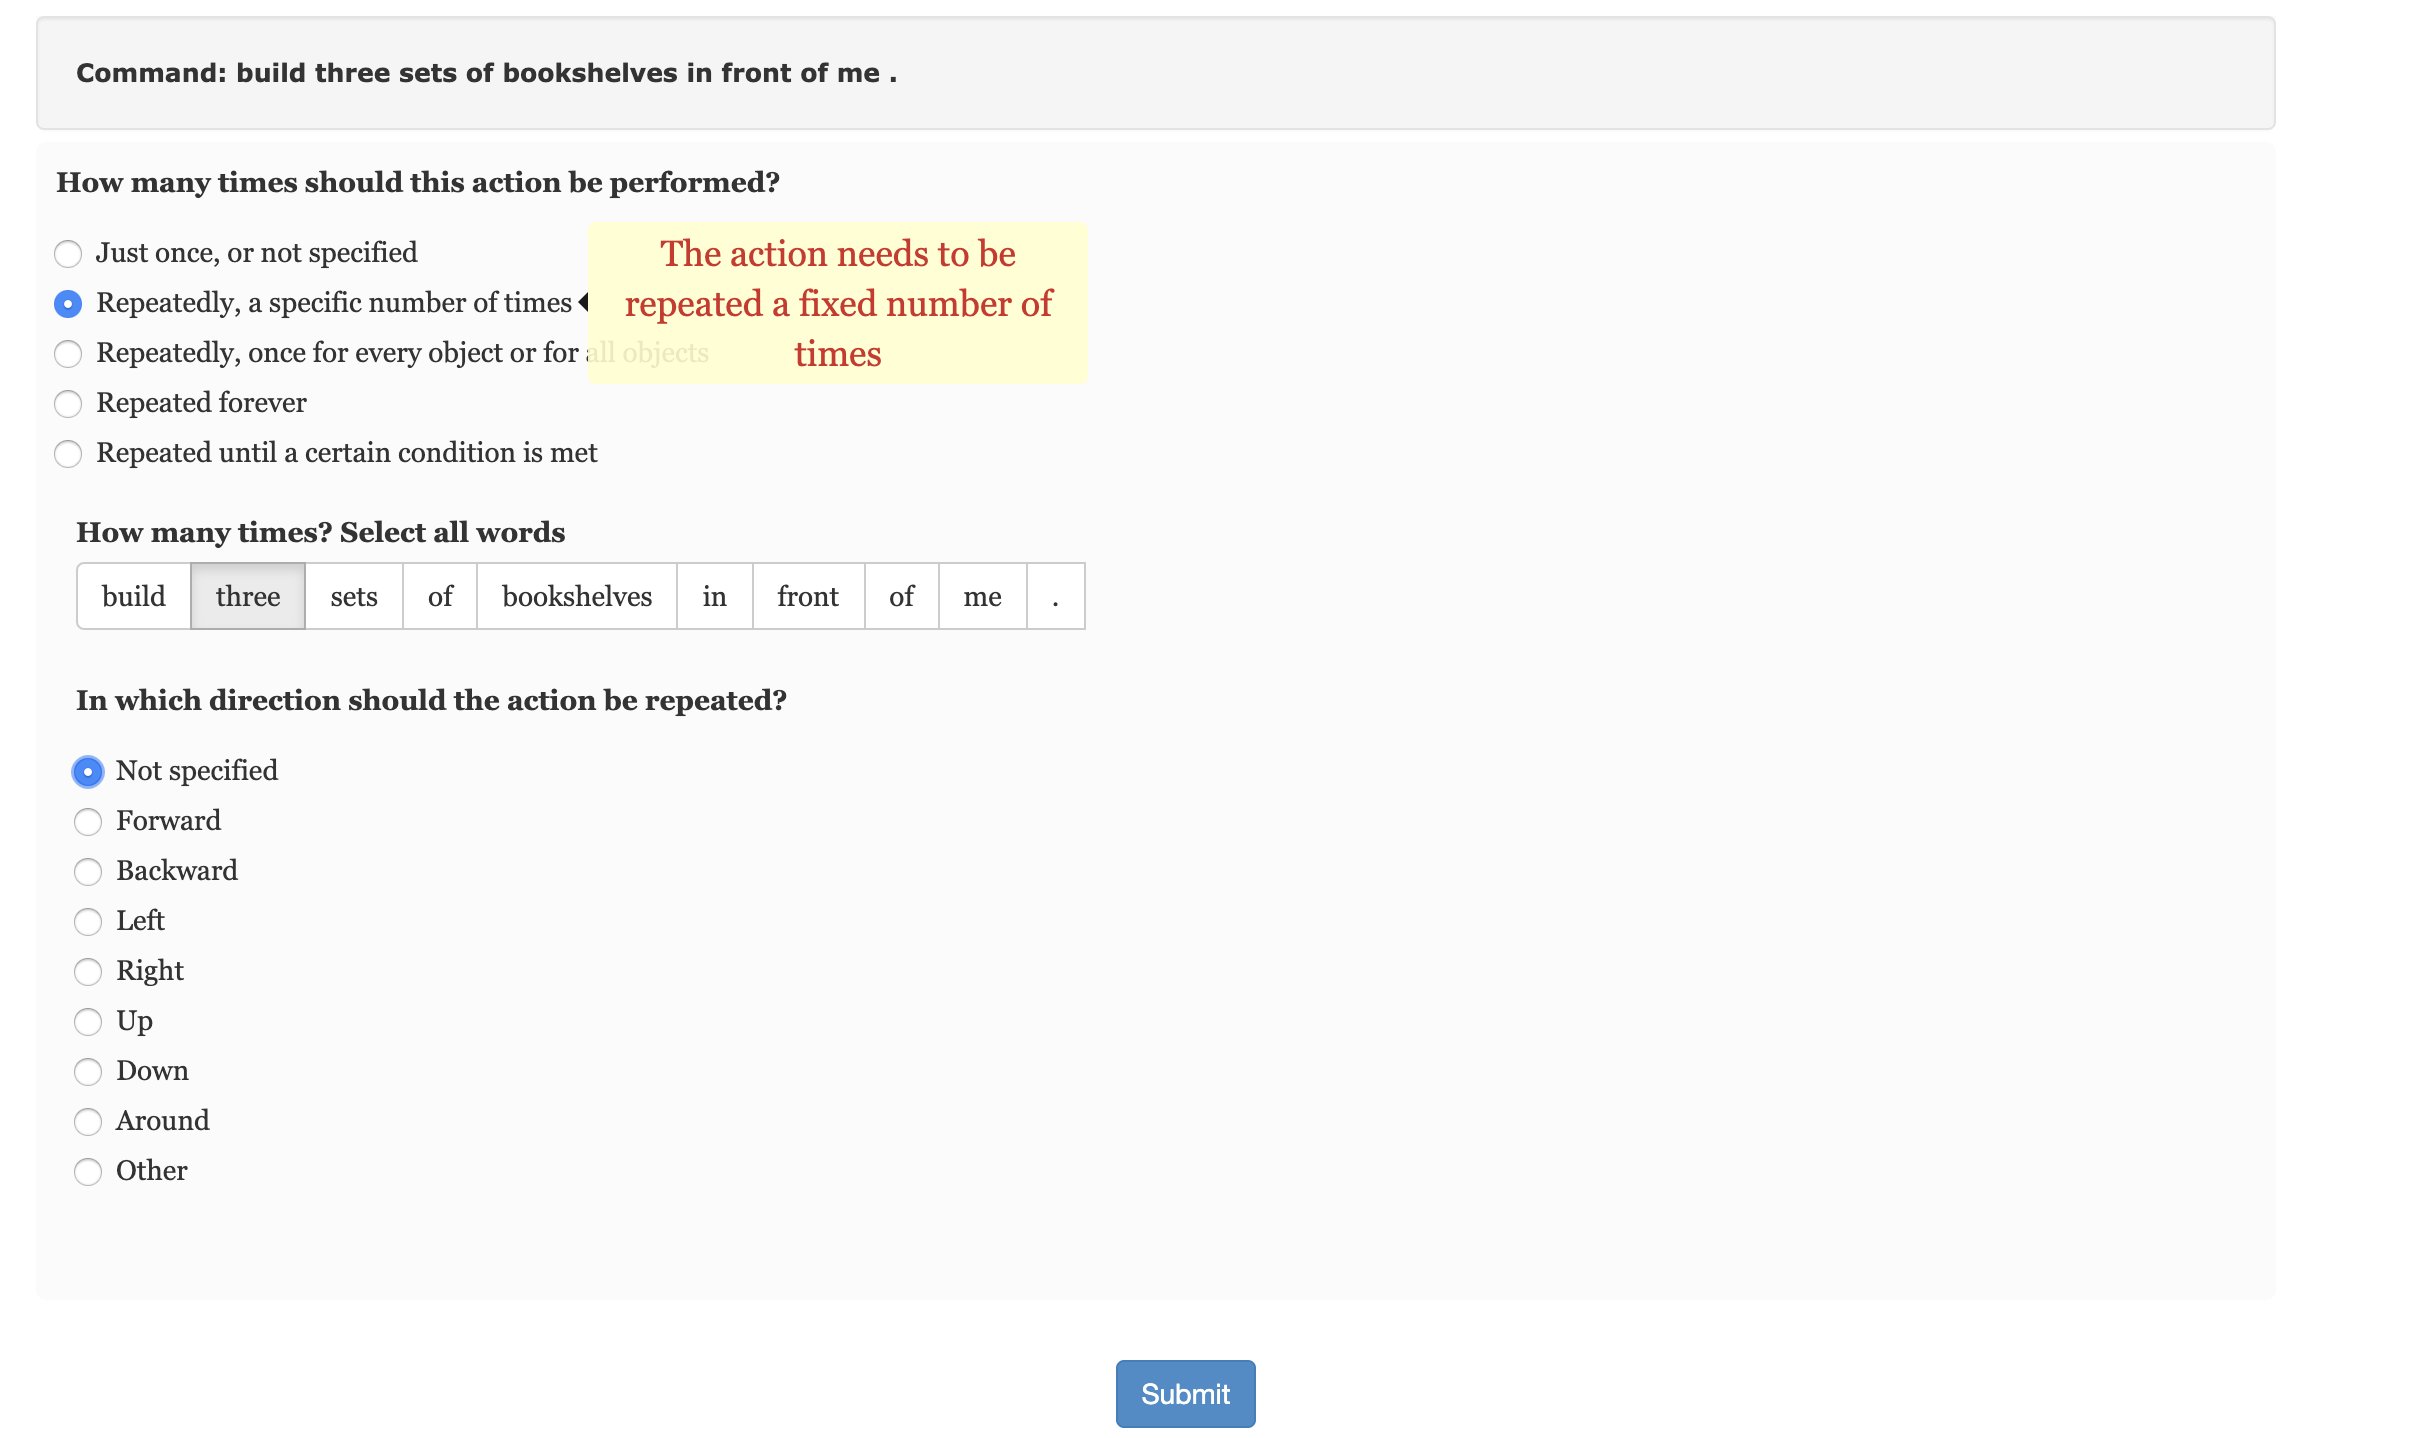 Command: build three sets of bookshelves in front of me .
How many times should this action be performed?
Just once, or not specified
Repeatedly, a specific number of times
The action needs to be
repeated a fixed number of
times
Repeatedly, once for every object or for all objects
Repeated forever
Repeated until a certain condition is met
How many times? Select all words
build three sets of bookshelves in front of me .
In which direction should the action be repeated?
Not specified
Forward
Backward
Left
Right
Up
Down
Around
Other
Submit